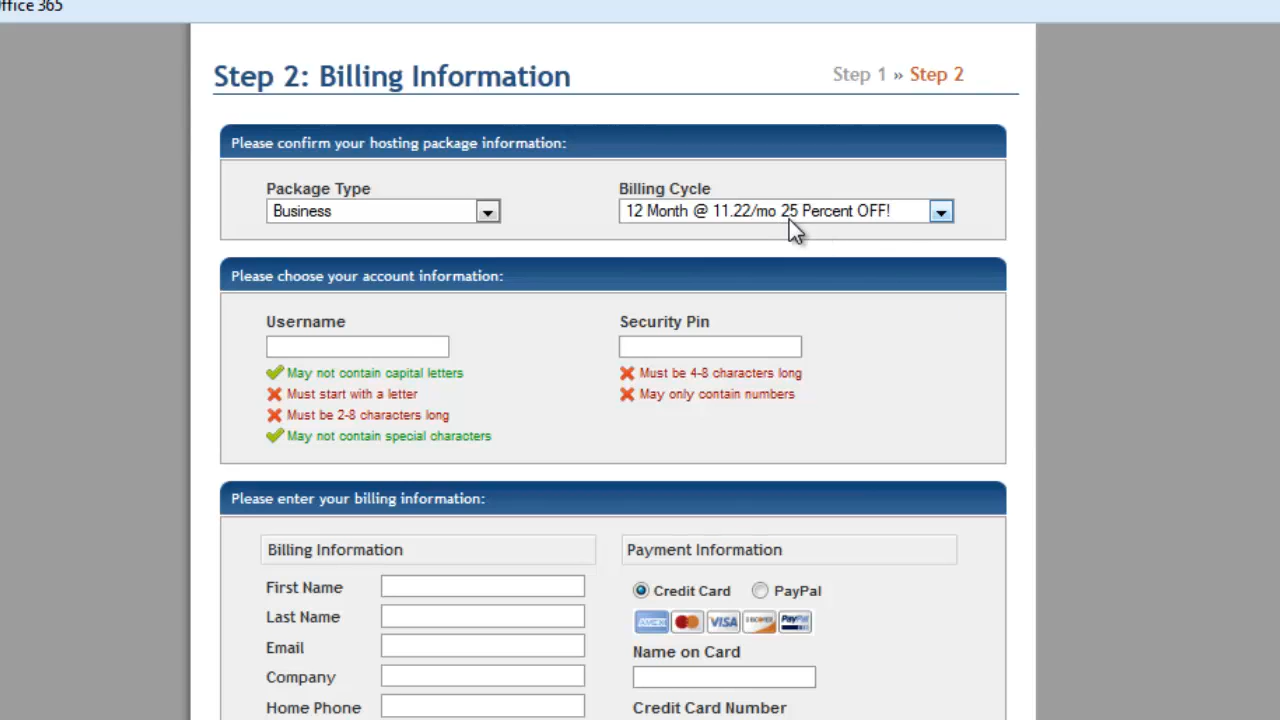 ffice 365
Step 2: Billing Information
Step 1 » Step 2
Please confirm your hosting package information:
Package Type
Billing Cycle
Business
12 Month @ 11.22/mo 25 Percent OFF!
Please choose your account information:
Username
Security Pin
May not contain capital letters
Must start with a letter
Must be 2-8 characters long
May not contain special characters
Must be 4-8 characters long
May only contain numbers
Please enter your billing information:
Billing Information
First Name
Last Name
Email
Company
Home Phone
Payment Information
Credit Card
PayPal
AMEX
VISA
DISCOVER
PayPal
Name on Card
Credit Card Number